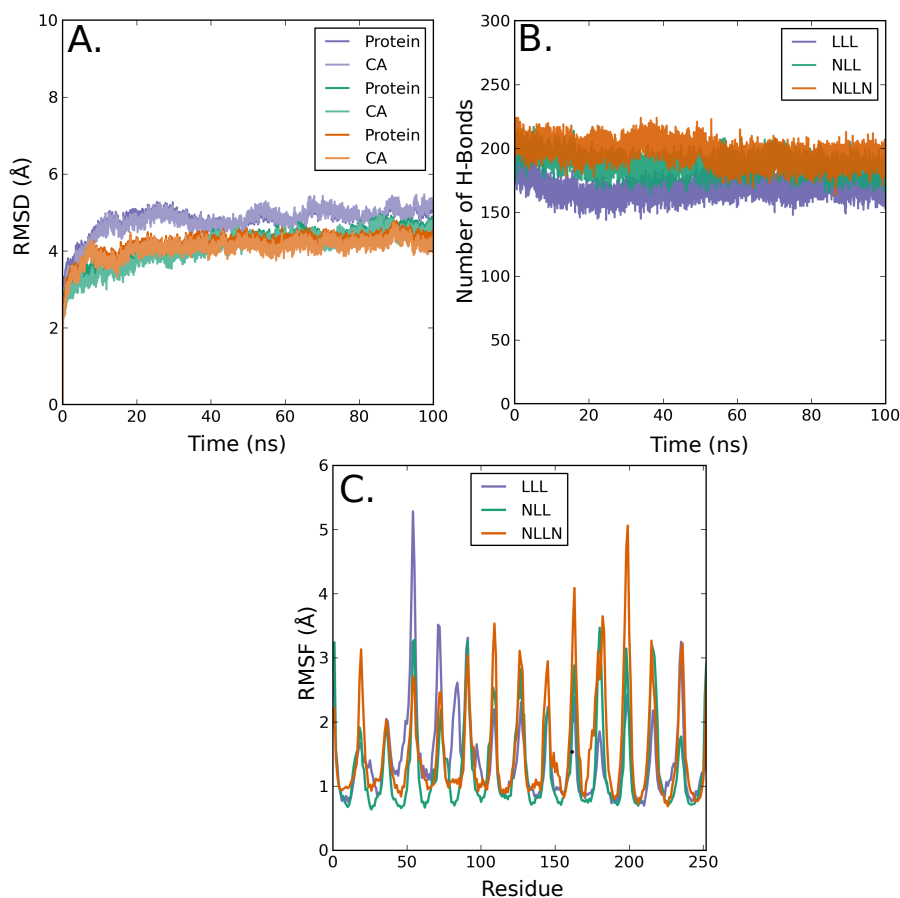 A.
10
8
6
4
2
0
RMSD (Å)
Protein
CA
Protein
CA
Protein
CA
0 20 40 60 80 100
Time (ns)
B.
300
250
200
150
100
50
0
Number of H-Bonds
LLL
NLL
NLLN
0 20 40 60 80 100
Time (ns)
C.
6
5
4
3
2
1
0
RMSF (Å)
LLL
NLL
NLLN
0 50 100 150 200 250
Residue